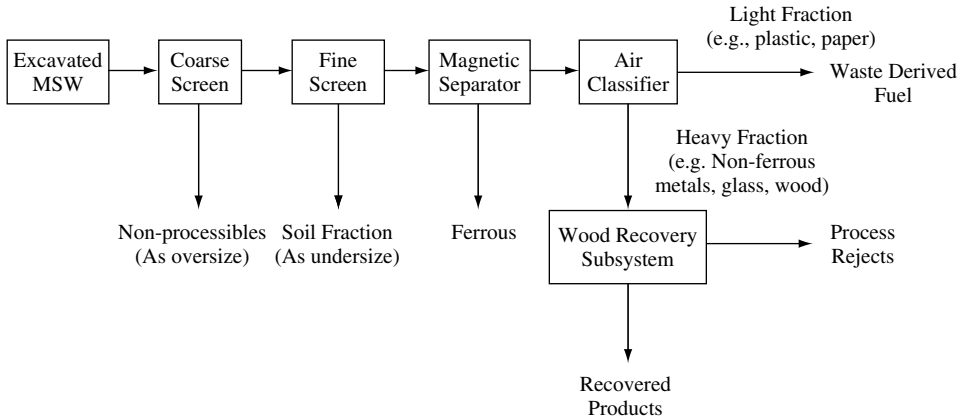 Light Fraction
(e.g., plastic, paper)
Excavated
MSW
Coarse
Screen
Fine
Screen
Magnetic
Separator
Air
Classifier
Waste Derived
Fuel
Heavy Fraction
(e.g. Non-ferrous
metals, glass, wood)
Non-processibles
(As oversize)
Soil Fraction
(As undersize)
Ferrous
Wood Recovery
Subsystem
Process
Rejects
Recovered
Products